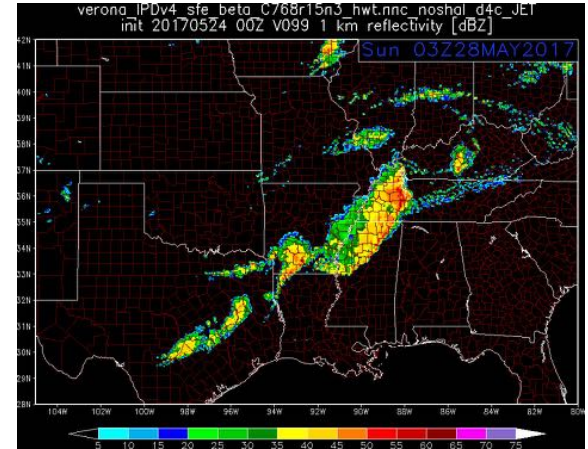 verona_IPDv4_sfe_beta_C768r15n3_hwt.nnc_noshal_d4c_JET
init 20170524 00Z V099 1 km reflectivity [dBZ]
Sun 03Z28MAY2017
42N
41N
40N
39N
38N
37N
36N
35N
34N
33N
32N
31N
30N
29N
28N
104W 102W 100W 98W 96W 94W 92W 90W 88W 86W 84W 82W 80W
5 10 15 20 25 30 35 40 45 50 55 60 65 70 75